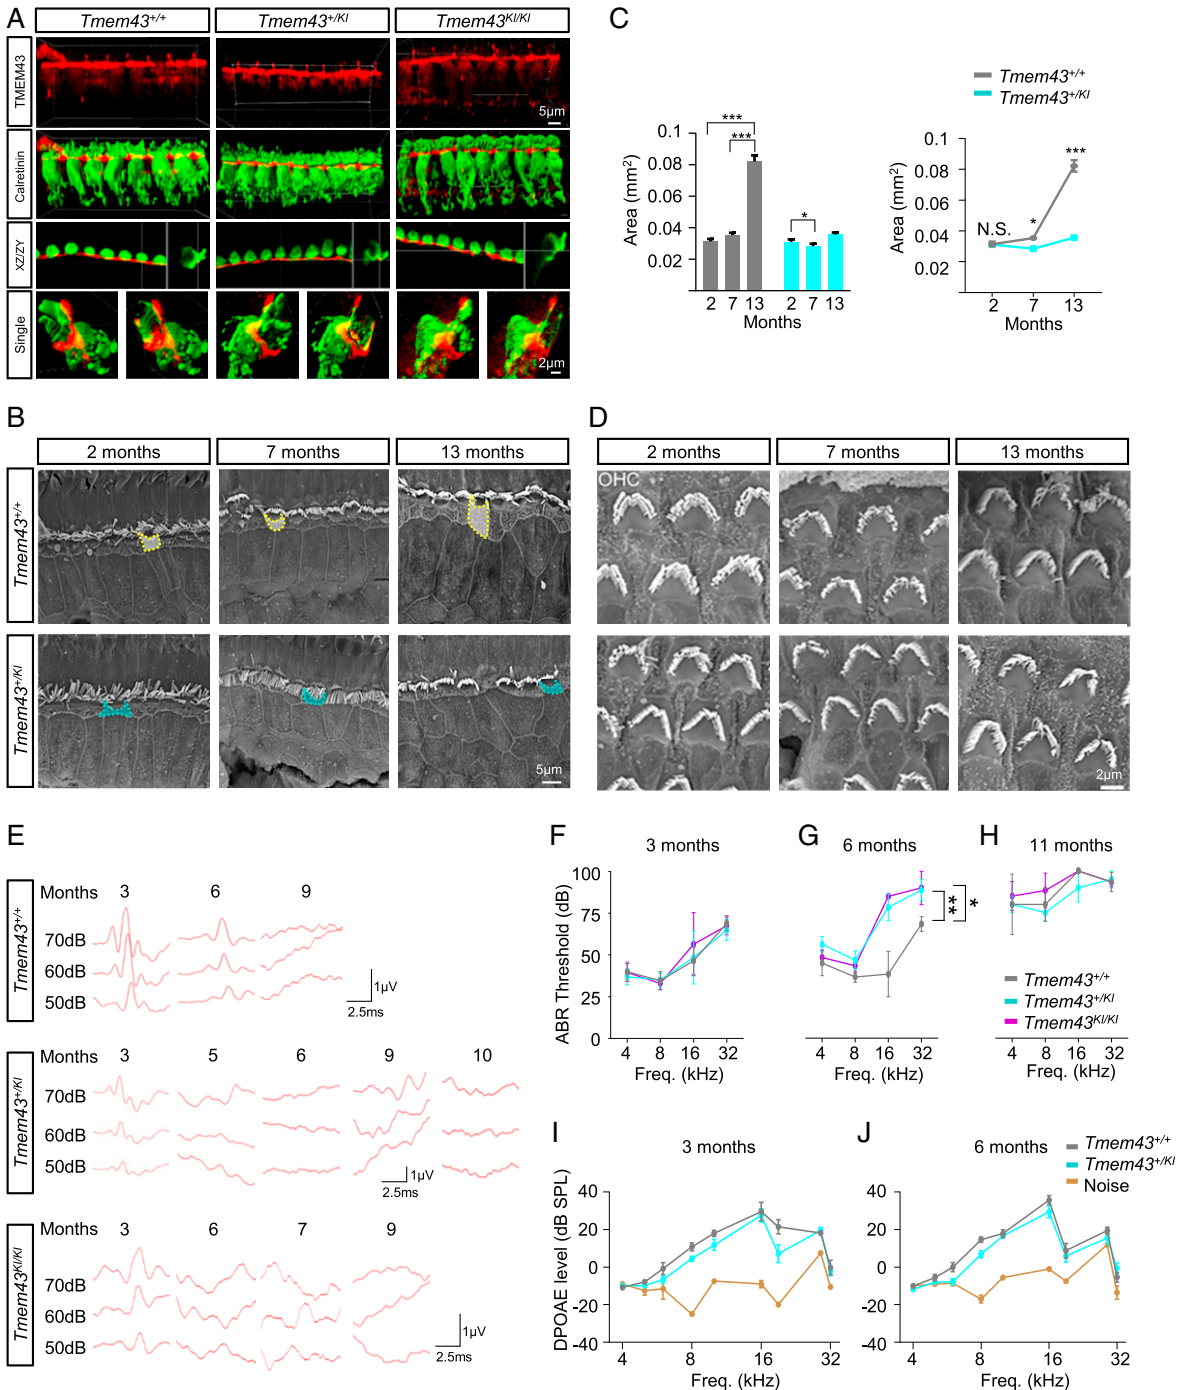 A
Tmem43+/+
Tmem43+/KI
Tmem43KI/KI
TMEM43
5μm
Calretinin
XZ/ZY
Single
2μm
B
2 months
7 months
13 months
Tmem43+/+
Tmem43+/KI
5μm
C
Tmem43+/+
Tmem43+/KI
Area (mm2)
0.1
0.08
0.06
0.04
0.02
***
***
*
2 7 13 2 7 13
Months
Area (mm2)
0.1
0.08
0.06
0.04
0.02
N.S.
*
***
2 7 13
Months
D
2 months
7 months
13 months
OHC
2μm
E
Tmem43+/+
Months 3 6 9
70dB
60dB
50dB
1μV
2.5ms
Tmem43+/KI
Months 3 5 6 9 10
70dB
60dB
50dB
1μV
2.5ms
Tmem43KI/KI
Months 3 6 7 9
70dB
60dB
50dB
1μV
2.5ms
F
3 months
ABR Threshold (dB)
100
75
50
25
0
4 8 16 32
Freq. (kHz)
G
6 months
**
*
4 8 16 32
Freq. (kHz)
H
11 months
Tmem43+/+
Tmem43+/KI
Tmem43KI/KI
4 8 16 32
Freq. (kHz)
I
3 months
DPOAE level (dB SPL)
40
20
0
-20
-40
4 8 16 32
Freq. (kHz)
J
6 months
Tmem43+/+
Tmem43+/KI
Noise
40
20
0
-20
-40
4 8 16 32
Freq. (kHz)